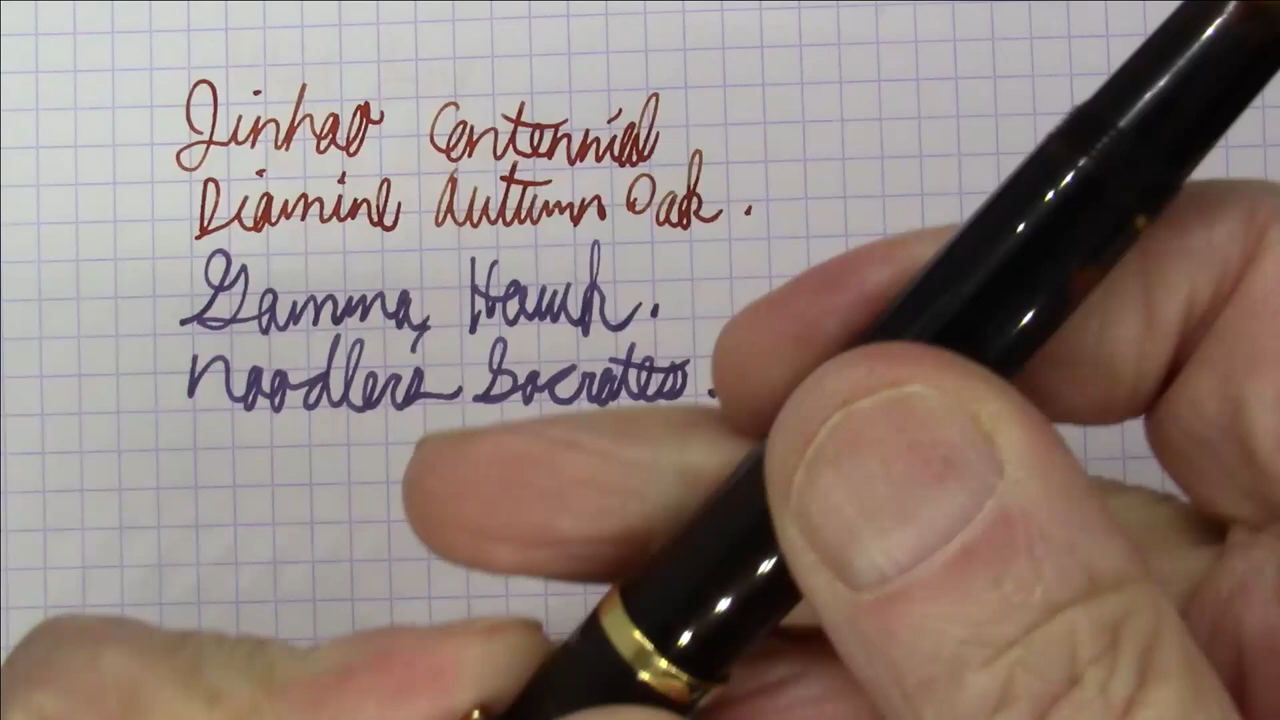 Jinhao Centennial
Diamine Autumn Oak.
Gamma, Hawk.
Noodler's Socrates.